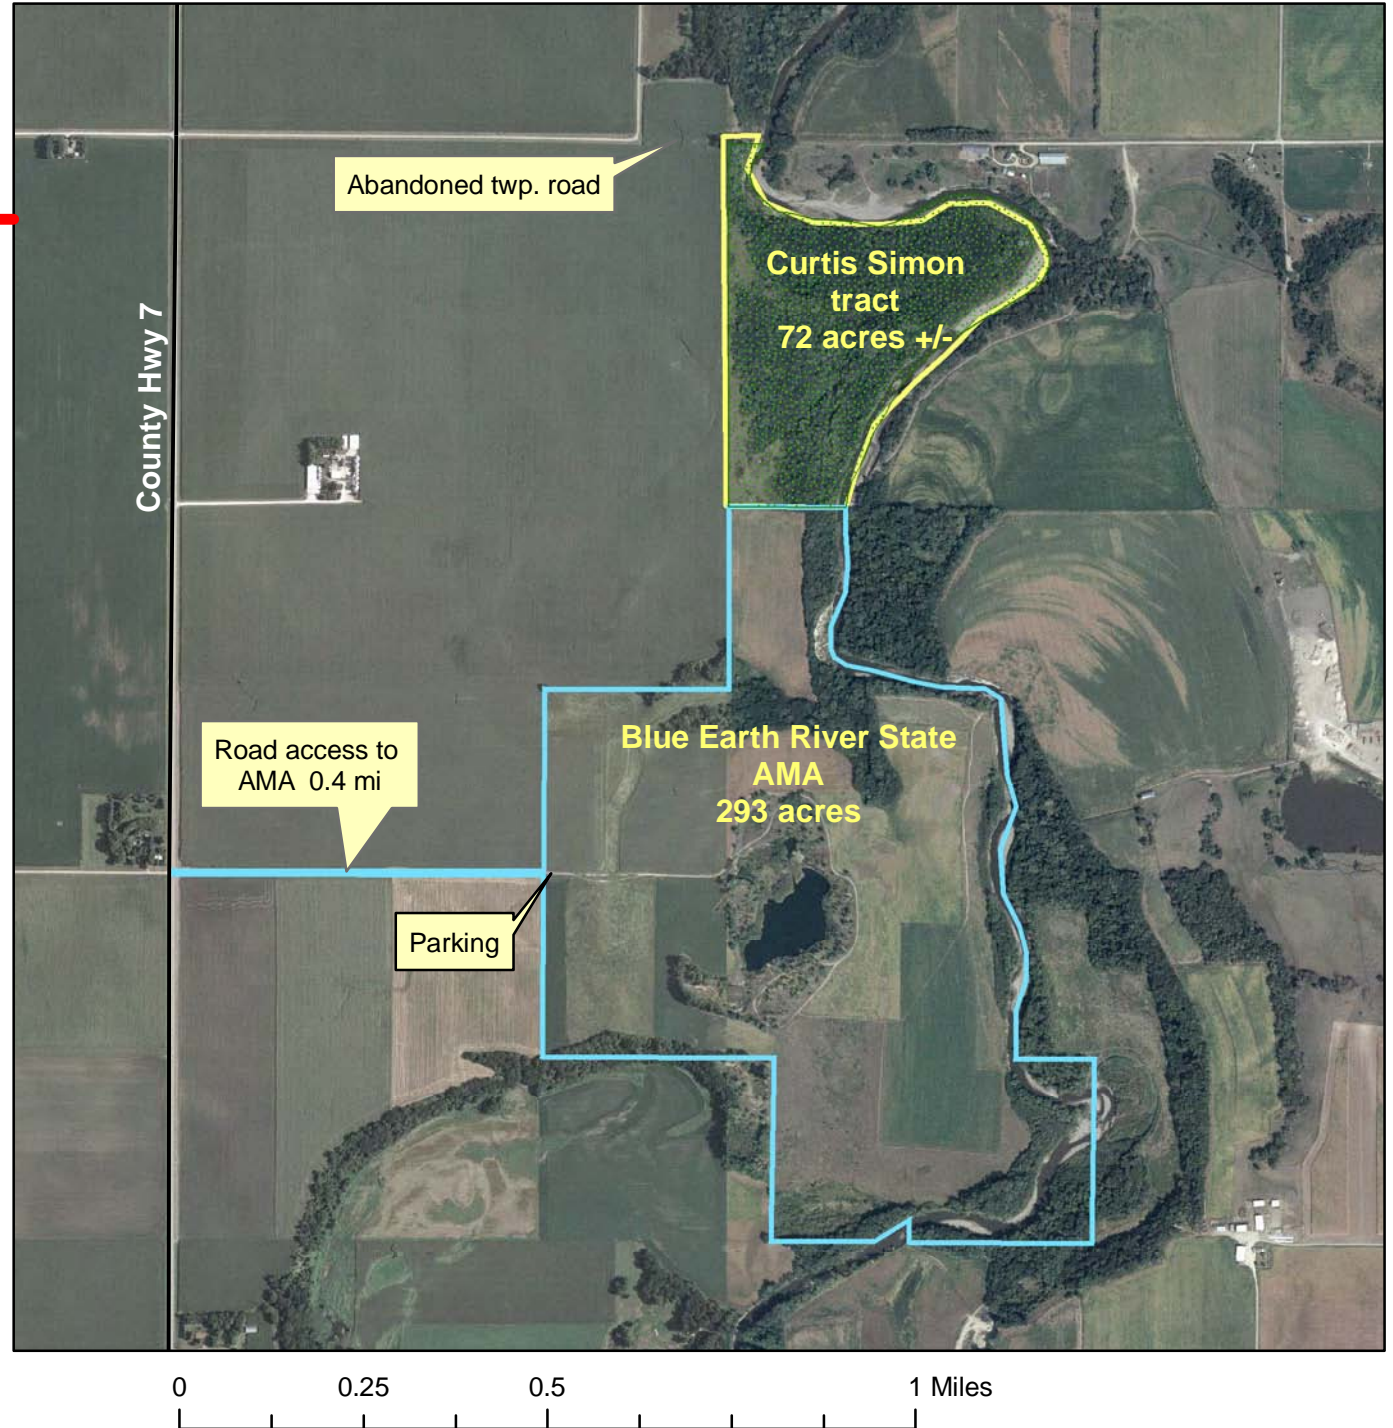 Abandoned twp. road
Curtis Simon
tract
72 acres +/-
County Hwy 7
Road access to
AMA  0.4 mi
Blue Earth River State
AMA
293 acres
Parking
0 0.25 0.5 1 Miles